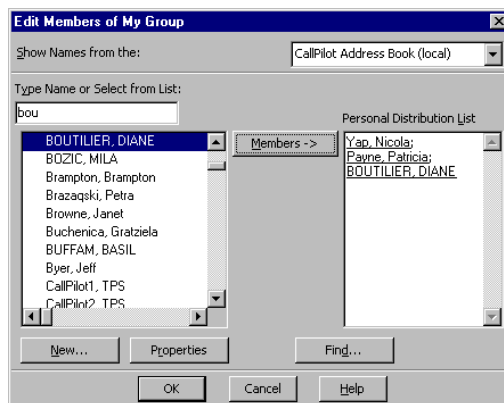 Edit Members of My Group
Show Names from the:
CallPilot Address Book (local)
Type Name or Select from List:
bou
Personal Distribution List
BOUTILIER, DIANE
BOZIC, MILA
Brampton, Brampton
Brazaqski, Petra
Browne, Janet
Buchenica, Gratziela
BUFFAM, BASIL
Byer, Jeff
CallPilot1, TPS
CallPilot2, TPS
Members ->
Yap, Nicola;
Payne, Patricia;
BOUTILIER, DIANE
New...
Properties
Find...
OK
Cancel
Help